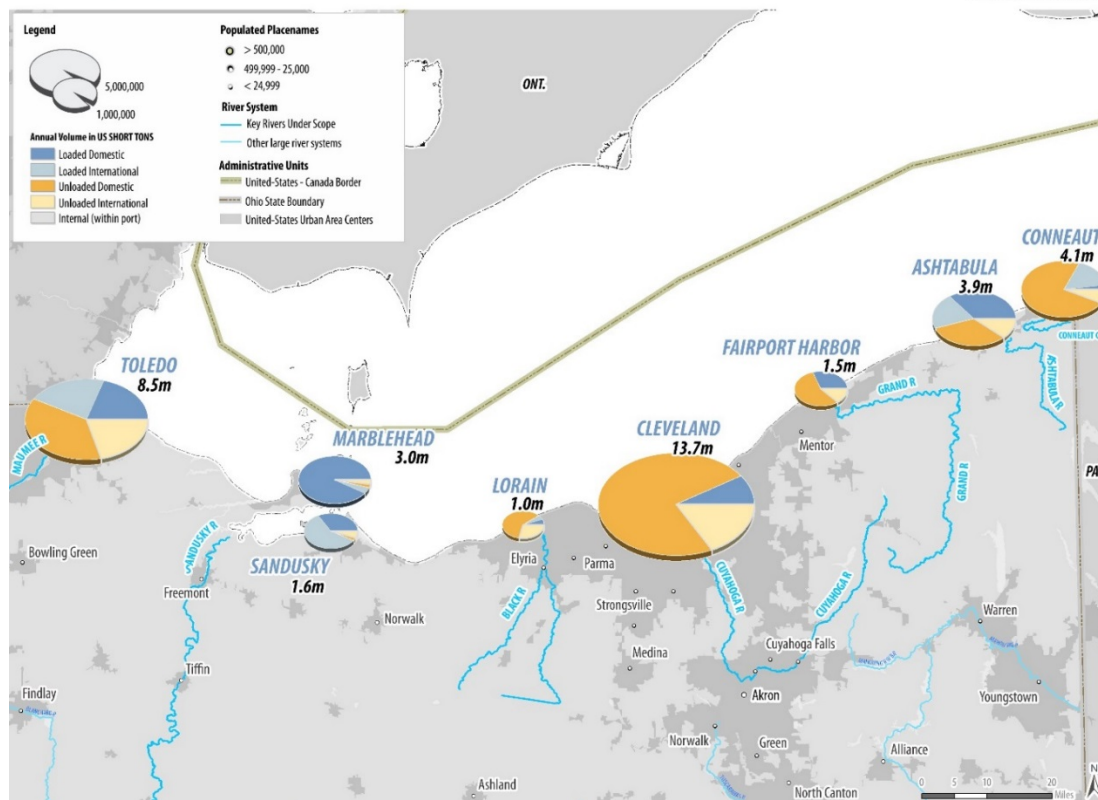 Legend
5,000,000
1,000,000
Annual Volume in US SHORT TONS
Loaded Domestic
Loaded International
Unloaded Domestic
Unloaded International
Internal (within port)
Populated Placenames
> 500,000
499,999 - 25,000
< 24,999
River System
Key Rivers Under Scope
Other large river systems
Administrative Units
United-States - Canada Border
Ohio State Boundary
United-States Urban Area Centers
ONT.
CONNEAUT
4.1m
ASHTABULA
3.9m
CONNEAUT C
ASHTABULA R
FAIRPORT HARBOR
1.5m
GRAND R
GRAND R
Mentor
TOLEDO
8.5m
MAUMEE R
MARBLEHEAD
3.0m
CLEVELAND
13.7m
LORAIN
1.0m
SANDUSKY
1.6m
SANDUSKY R
PA
Bowling Green
Freemont
Elyria
Parma
BLACK R
CUYAHOGA R
CUYAHOGA R
Strongsville
Norwalk
Warren
Medina
Cuyahoga Falls
Tiffin
Akron
Youngstown
Findlay
Norwalk
Green
Alliance
Ashland
North Canton
N
0 5 10 20
Miles